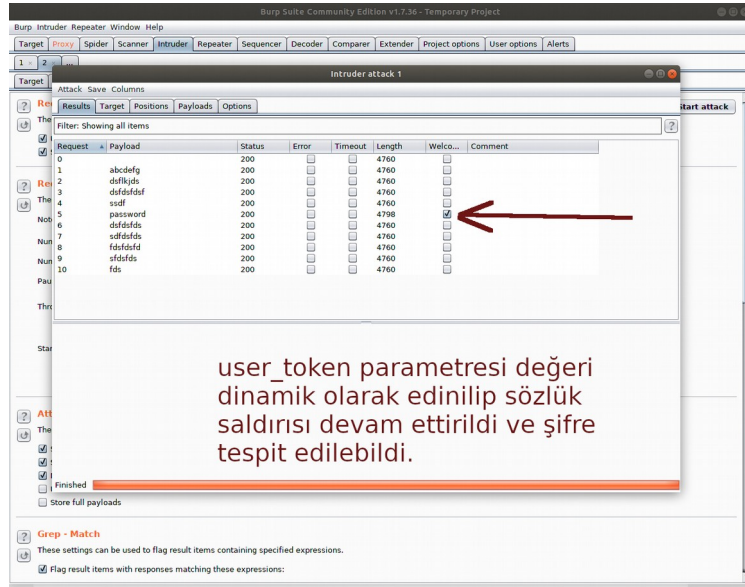 Burp Suite Community Edition v1.7.36 - Temporary Project
Burp Intruder Repeater Window Help
Target Proxy Spider Scanner Intruder Repeater Sequencer Decoder Comparer Extender Project options User options Alerts
1 × 2 × ...
Target
Intruder attack 1
Attack Save Columns
Results Target Positions Payloads Options
Start attack
Filter: Showing all items
Request Payload Status Error Timeout Length Welco... Comment
0 200 4760
1 abcdefg 200 4760
2 dsflkjds 200 4760
3 dsfdsfdsf 200 4760
4 ssdf 200 4760
5 password 200 4798
6 dsfdsfds 200 4760
7 sdfdsfds 200 4760
8 fdsfdsfd 200 4760
9 sfdsfds 200 4760
10 fds 200 4760
user_token parametresi değeri
dinamik olarak edinilip sözlük
saldırısı devam ettirildi ve şifre
tespit edilebildi.
Finished
Store full payloads
Grep - Match
These settings can be used to flag result items containing specified expressions.
Flag result items with responses matching these expressions: